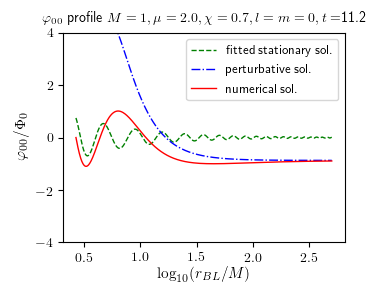 φ₀₀ profile M = 1, μ = 2.0, χ = 0.7, l = m = 0, t =11.2
fitted stationary sol.
perturbative sol.
numerical sol.
φ₀₀/Φ₀
4
2
0
−2
−4
0.5 1.0 1.5 2.0 2.5
log₁₀(r_BL/M)